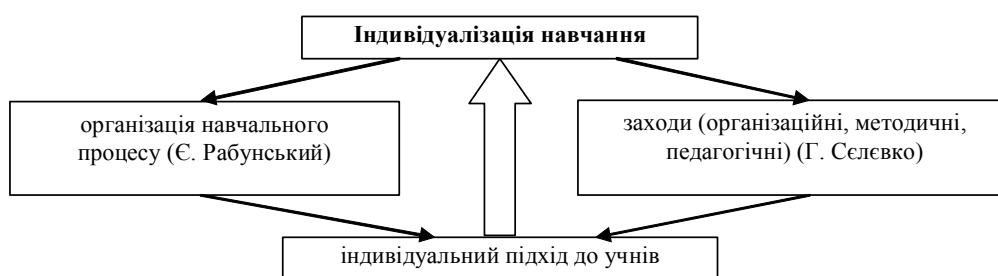 Індивідуалізація навчання
організація навчального
процесу (Є. Рабунський)
заходи (організаційні, методичні,
педагогічні) (Г. Сєлєвко)
індивідуальний підхід до учнів